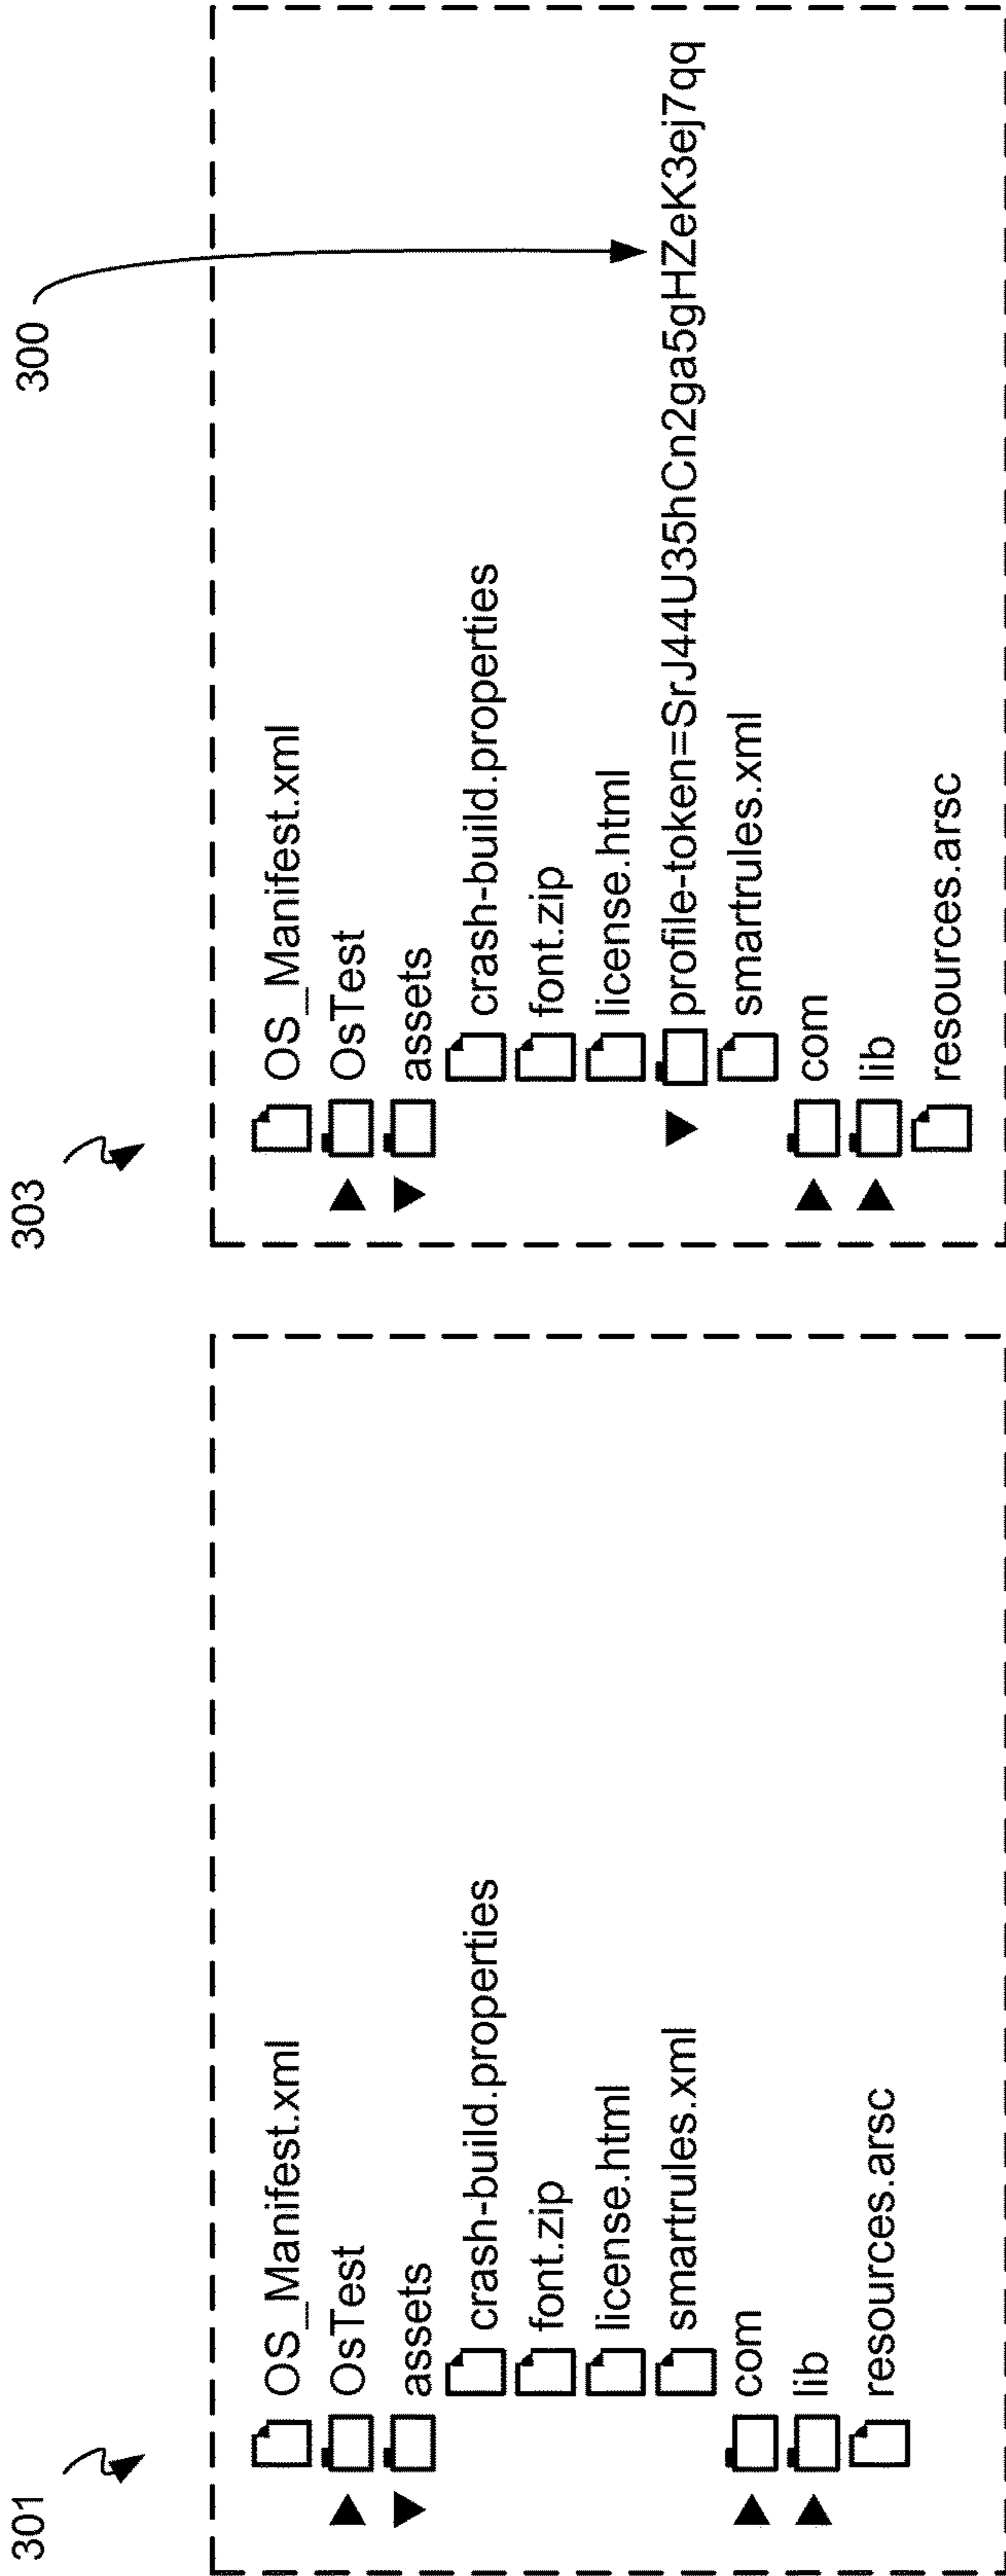 301
OS_Manifest.xml
OsTest
assets
crash-build.properties
font.zip
license.html
smartrules.xml
com
lib
resources.arsc
303
300
OS_Manifest.xml
OsTest
assets
crash-build.properties
font.zip
license.html
profile-token=SrJ44U35hCn2ga5gHZeK3ej7qq
smartrules.xml
com
lib
resources.arsc